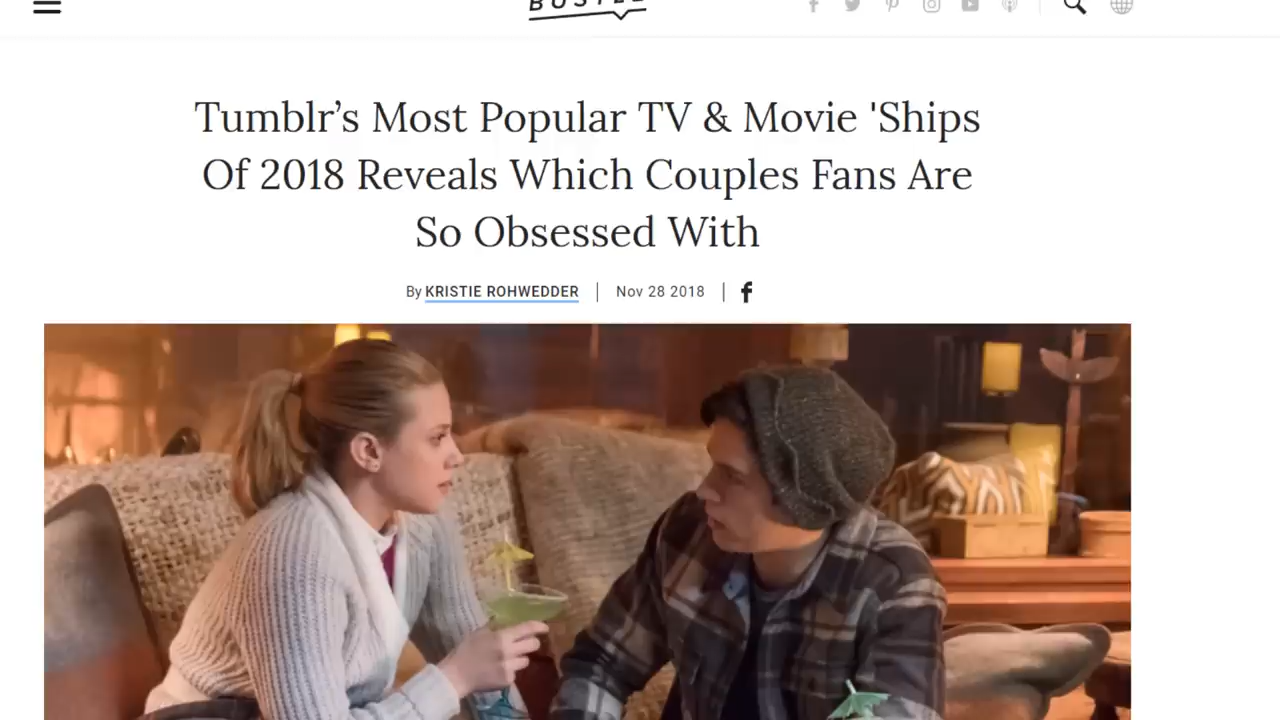 BUSTLE
Tumblr’s Most Popular TV & Movie 'Ships
Of 2018 Reveals Which Couples Fans Are
So Obsessed With
By KRISTIE ROHWEDDER | Nov 28 2018 |